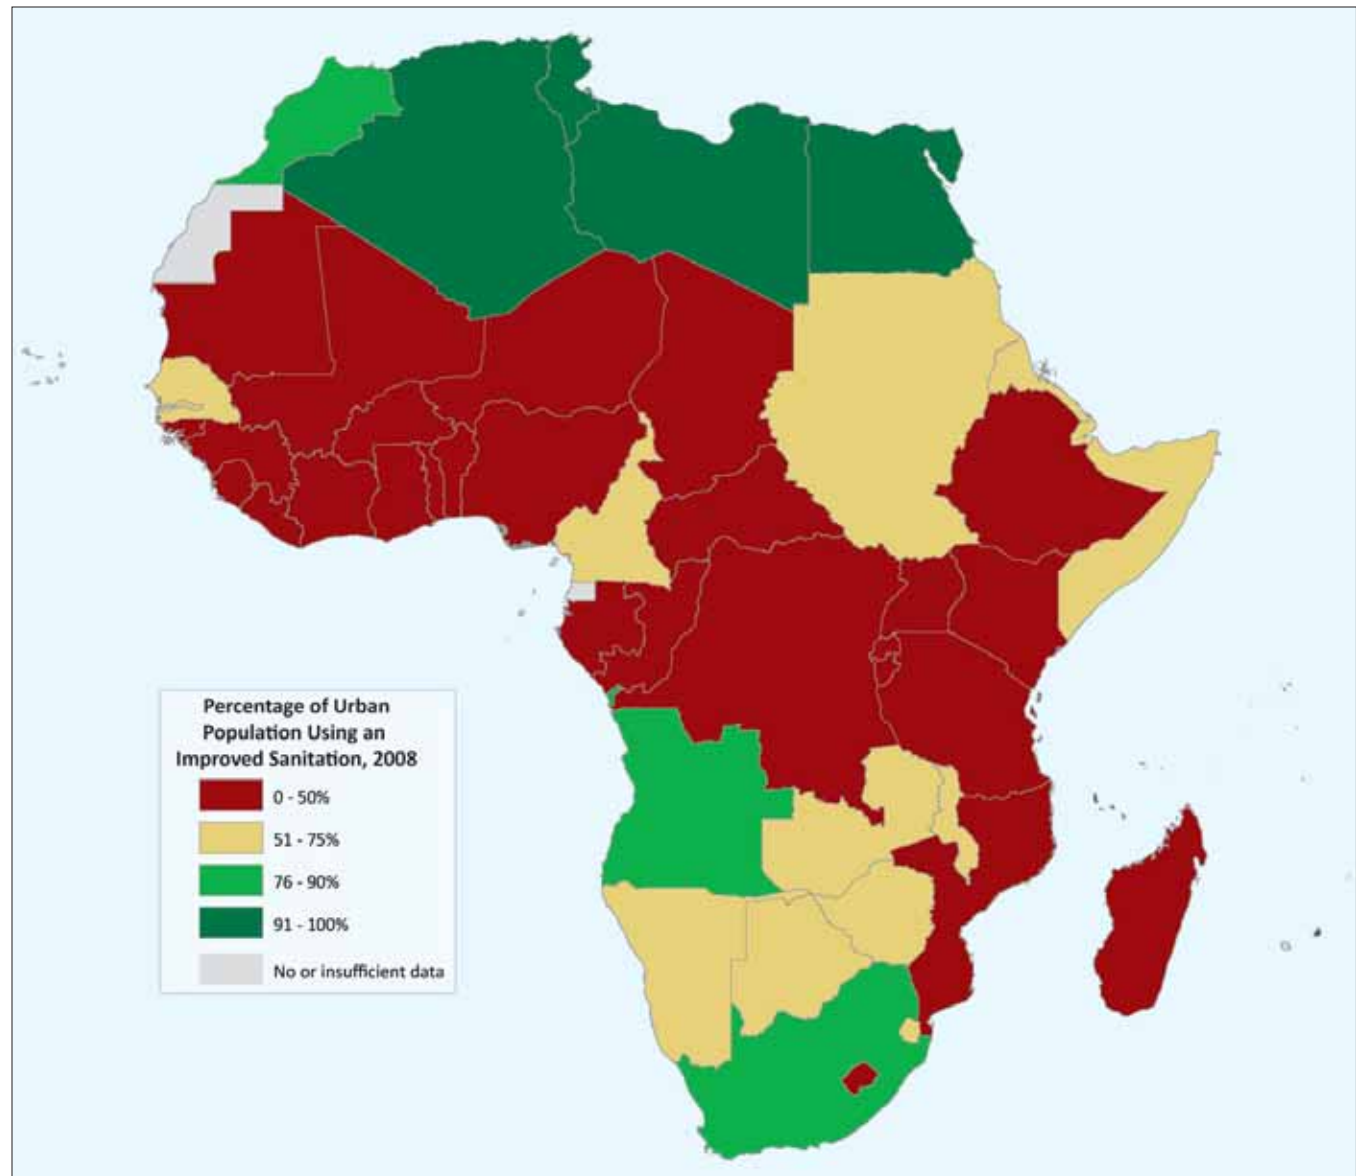 Percentage of Urban
Population Using an
Improved Sanitation, 2008
0 - 50%
51 - 75%
76 - 90%
91 - 100%
No or insufficient data